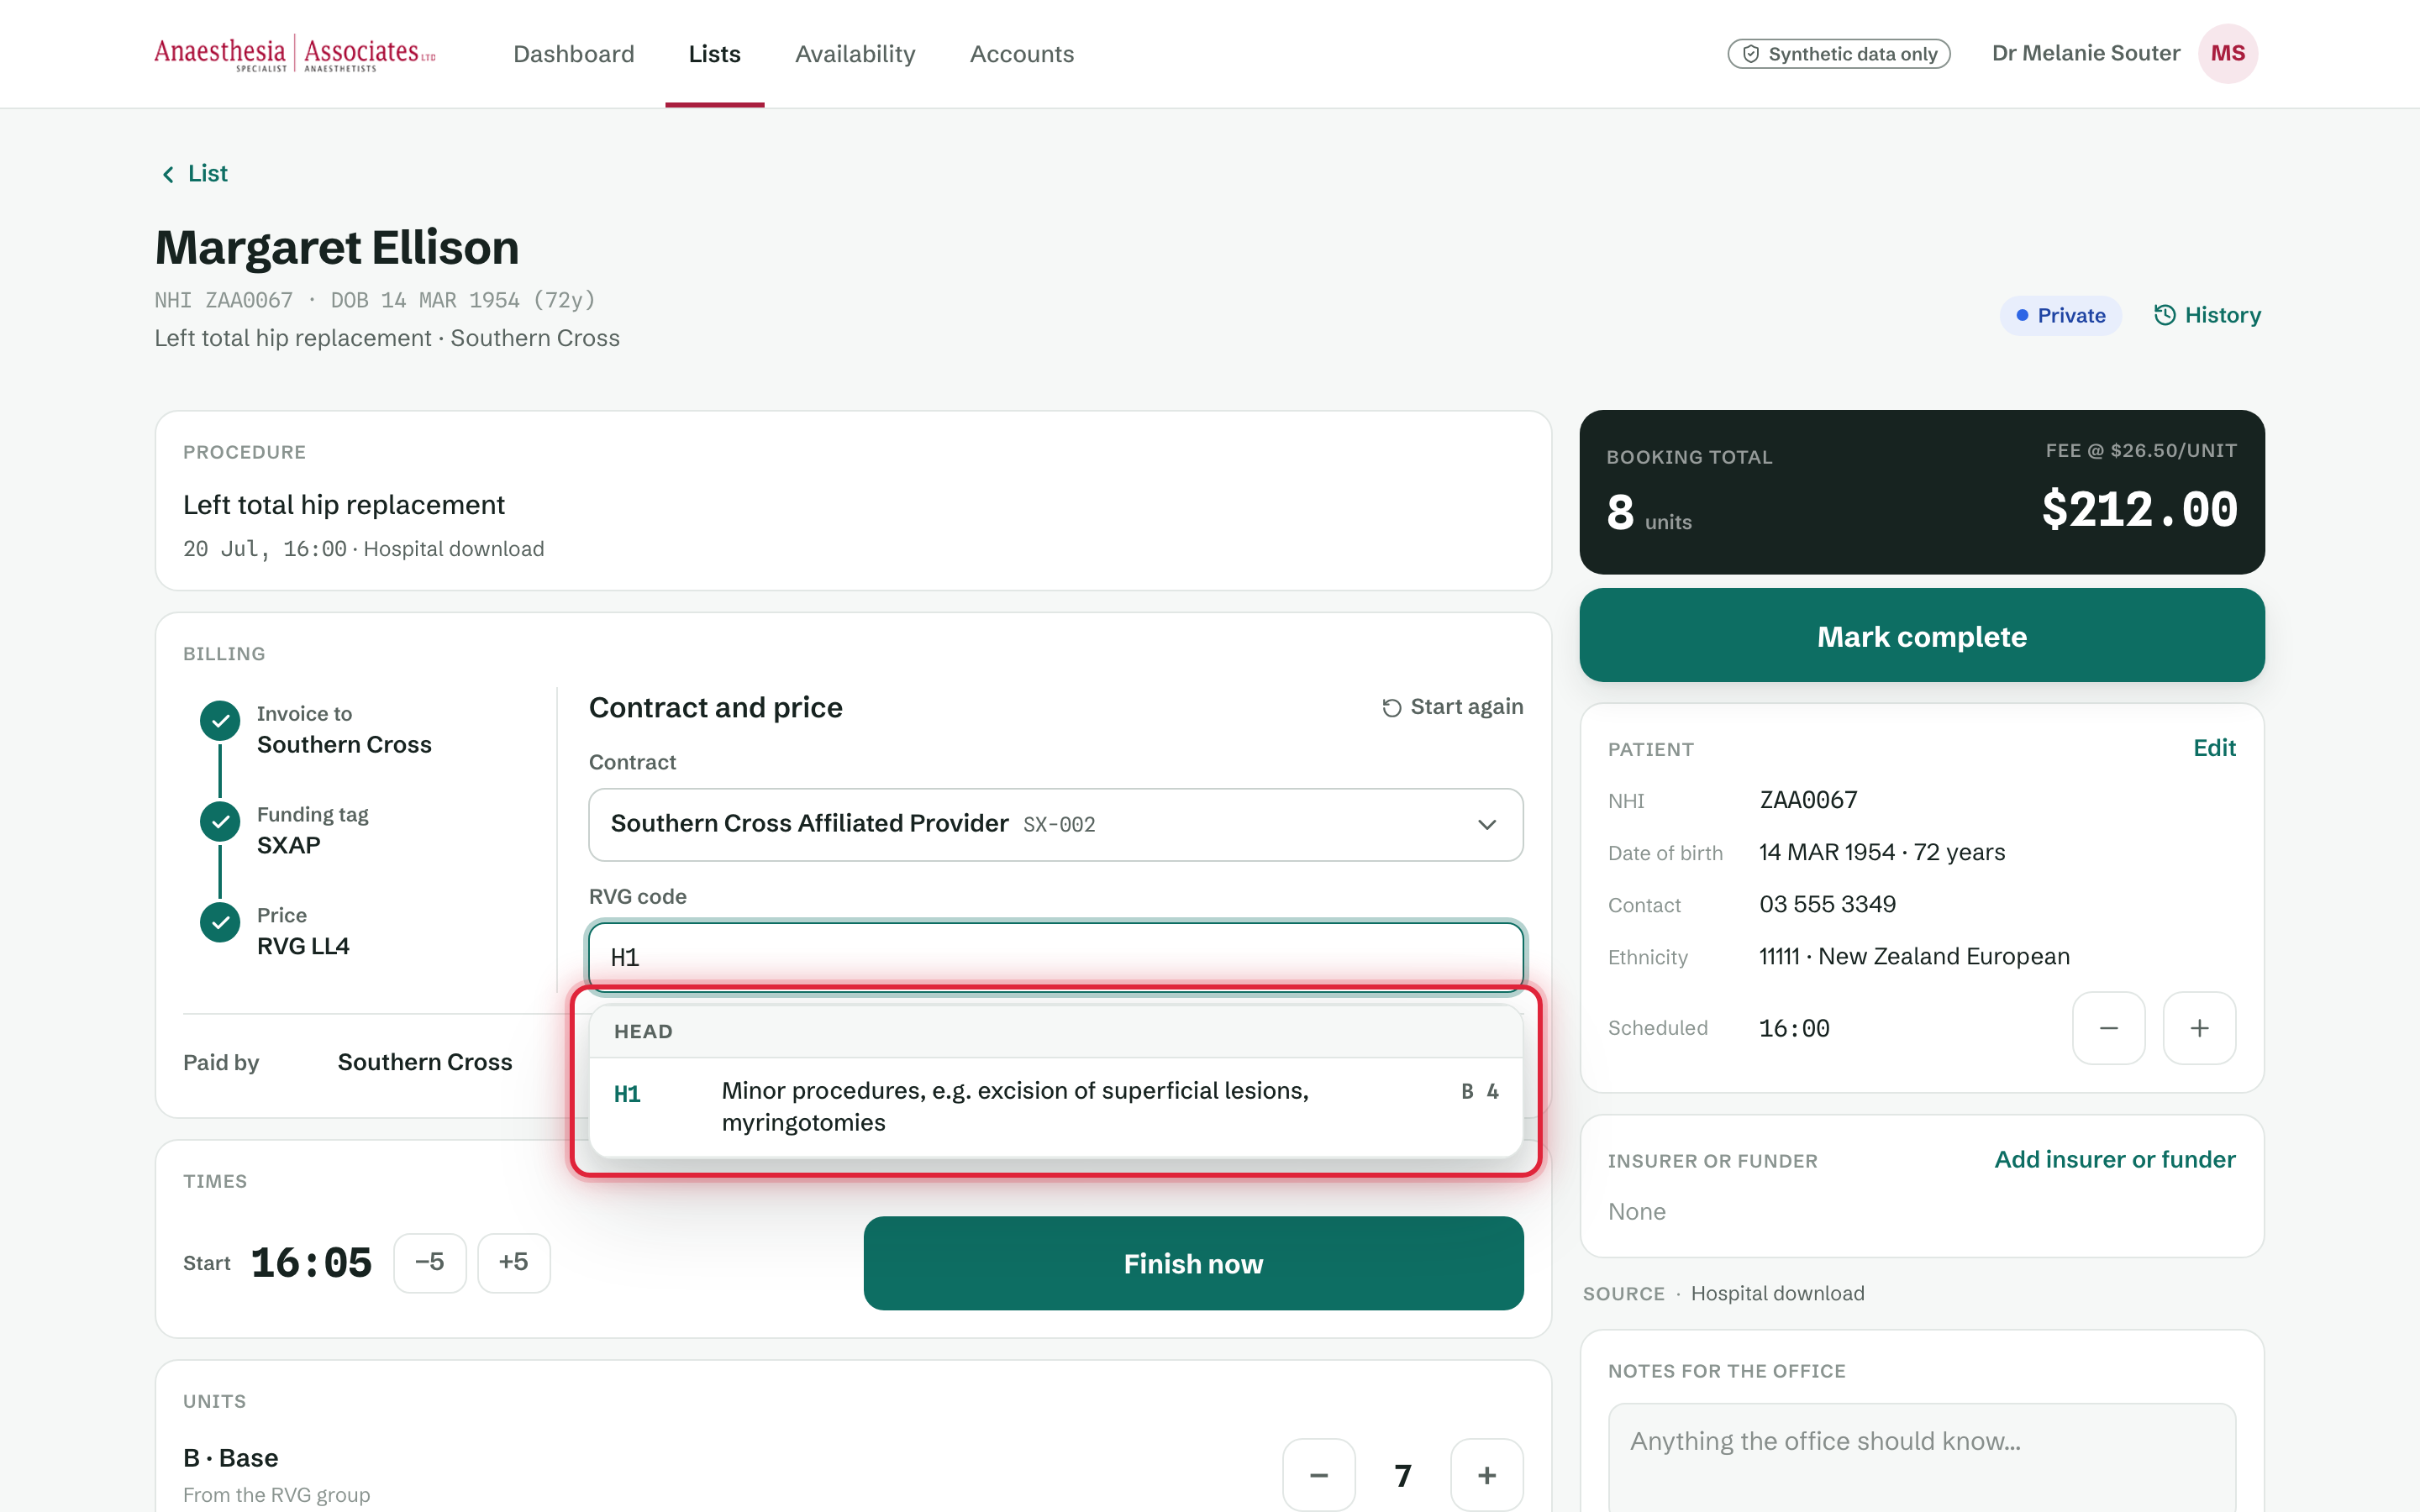 Anaesthesia | Associates LTD
SPECIALIST ANAESTHETISTS
Dashboard
Lists
Availability
Accounts
Synthetic data only
Dr Melanie Souter
MS
List
Margaret Ellison
NHI ZAA0067 · DOB 14 MAR 1954 (72y)
Left total hip replacement · Southern Cross
Private
History
PROCEDURE
Left total hip replacement
20 Jul, 16:00 · Hospital download
BILLING
Invoice to
Southern Cross
Funding tag
SXAP
Price
RVG LL4
Contract and price
Start again
Contract
Southern Cross Affiliated Provider SX-002
RVG code
H1
HEAD
H1 Minor procedures, e.g. excision of superficial lesions, B 4
myringotomies
Paid by Southern Cross
TIMES
Start 16:05 −5 +5
Finish now
UNITS
B · Base
From the RVG group
− 7 +
BOOKING TOTAL
8 units
FEE @ $26.50/UNIT
$212.00
Mark complete
PATIENT
Edit
NHI ZAA0067
Date of birth 14 MAR 1954 · 72 years
Contact 03 555 3349
Ethnicity 11111 · New Zealand European
Scheduled 16:00 − +
INSURER OR FUNDER
Add insurer or funder
None
SOURCE · Hospital download
NOTES FOR THE OFFICE
Anything the office should know...